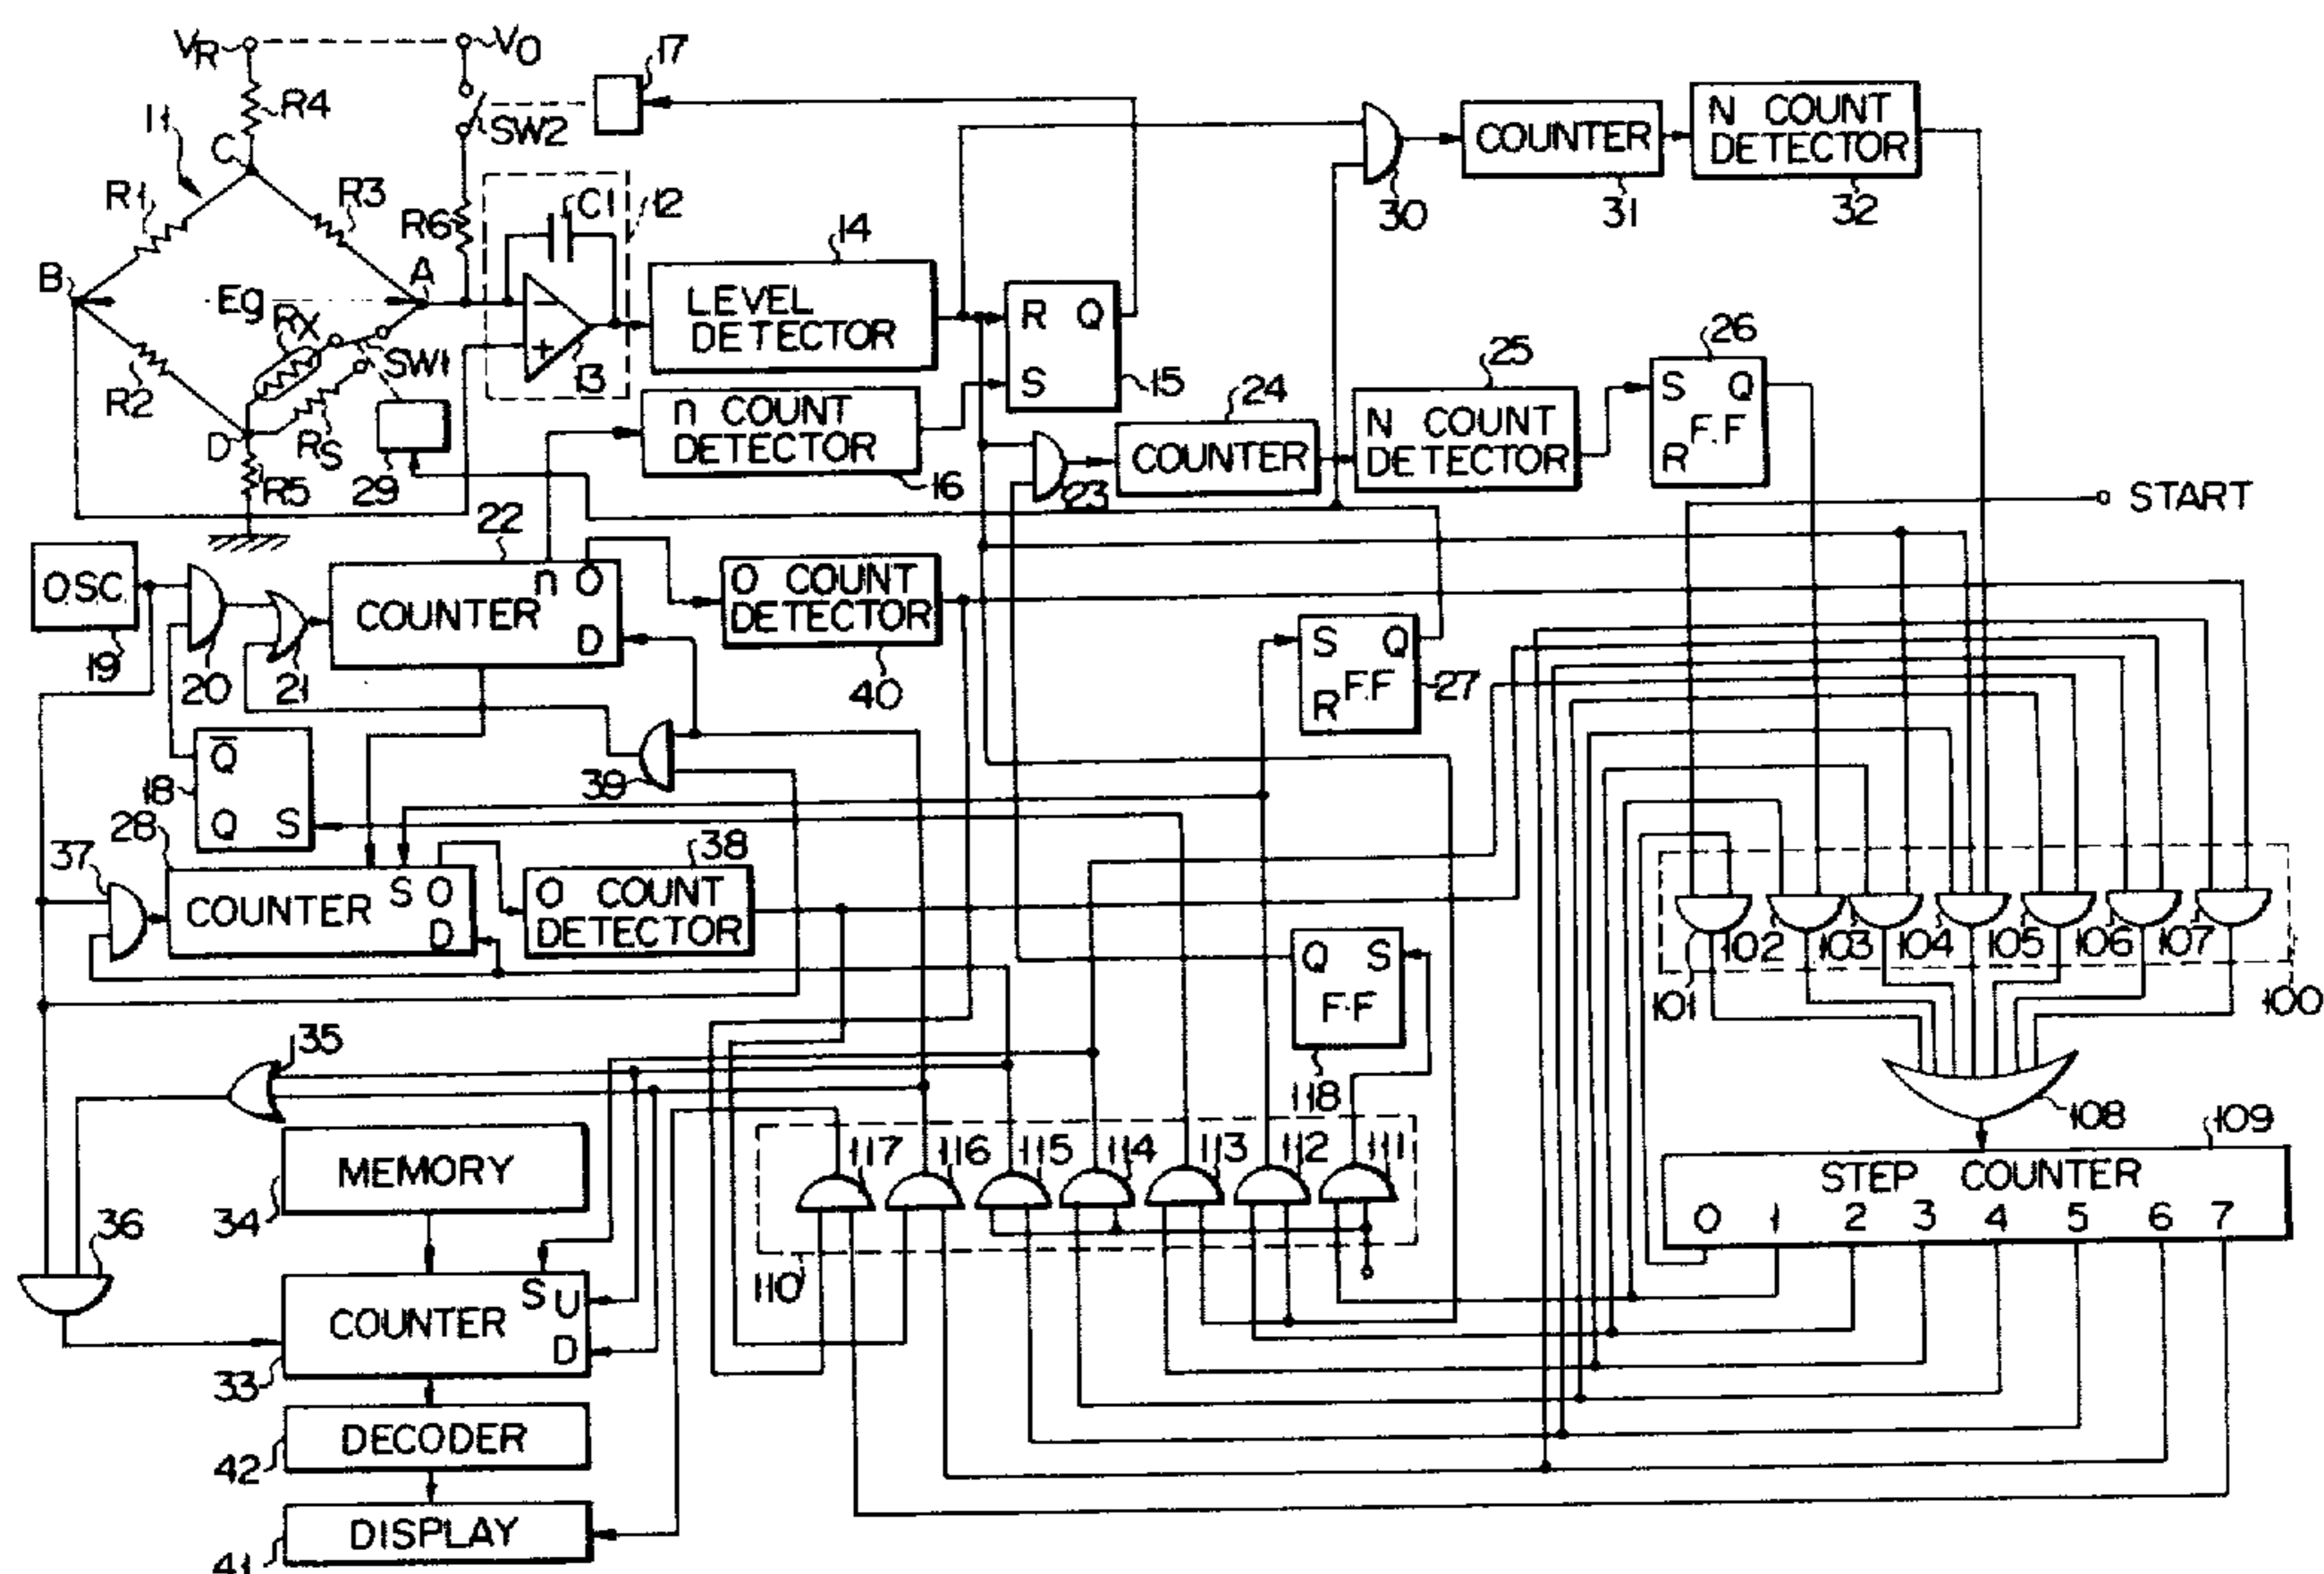 VR
VO
17
R4
SW2
11
C
R1
R3
R6
C1
12
14
B
Eg
A
RX
SW1
R2
D
RS
R5
29
13
LEVEL
DETECTOR
R Q
S
15
n COUNT
DETECTOR
16
30
COUNTER
31
N COUNT
DETECTOR
32
23
24
COUNTER
25
N COUNT
DETECTOR
26
S Q
F.F
R
START
22
OSC
19
20
21
n O
COUNTER
D
O COUNT
DETECTOR
40
S Q
F.F
R
27
Q̅
18
Q S
39
28
37
COUNTER
S O
D
38
O COUNT
DETECTOR
Q S
F.F
118
101
102
103
104
105
106
107
100
108
109
STEP COUNTER
0 1 2 3 4 5 6 7
35
117
116
115
114
113
112
111
110
MEMORY
34
36
S U
COUNTER
D
33
DECODER
42
DISPLAY
41